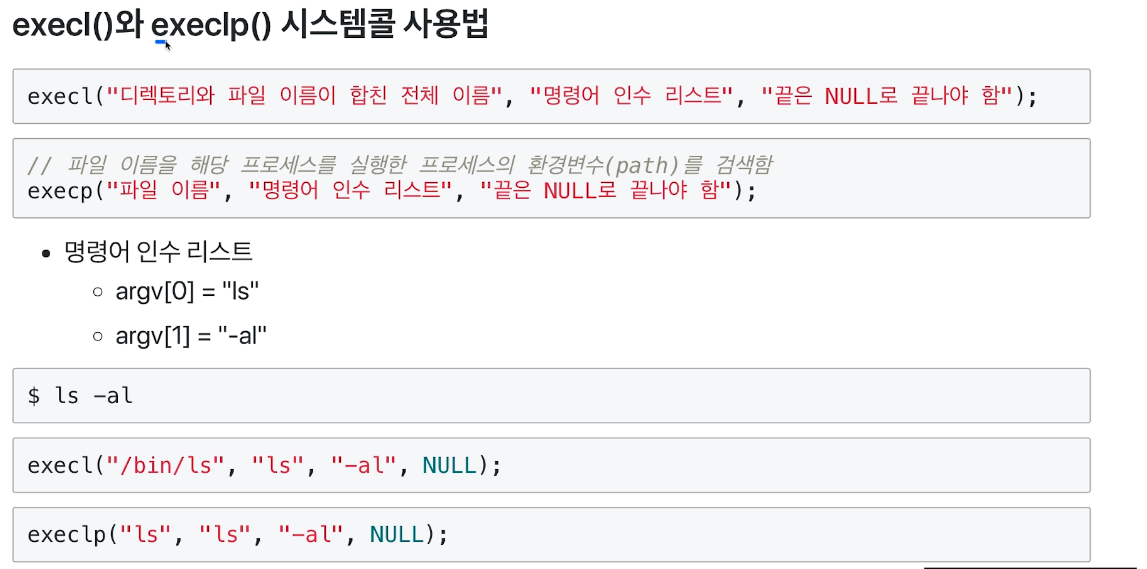 execl()와 execlp() 시스템콜 사용법
execl("디렉토리와 파일 이름이 합친 전체 이름", "명령어 인수 리스트", "끝은 NULL로 끝나야 함");
// 파일 이름을 해당 프로세스를 실행한 프로세스의 환경변수(path)를 검색함
execp("파일 이름", "명령어 인수 리스트", "끝은 NULL로 끝나야 함");
• 명령어 인수 리스트
○ argv[0] = "ls"
○ argv[1] = "-al"
$ ls -al
execl("/bin/ls", "ls", "-al", NULL);
execlp("ls", "ls", "-al", NULL);